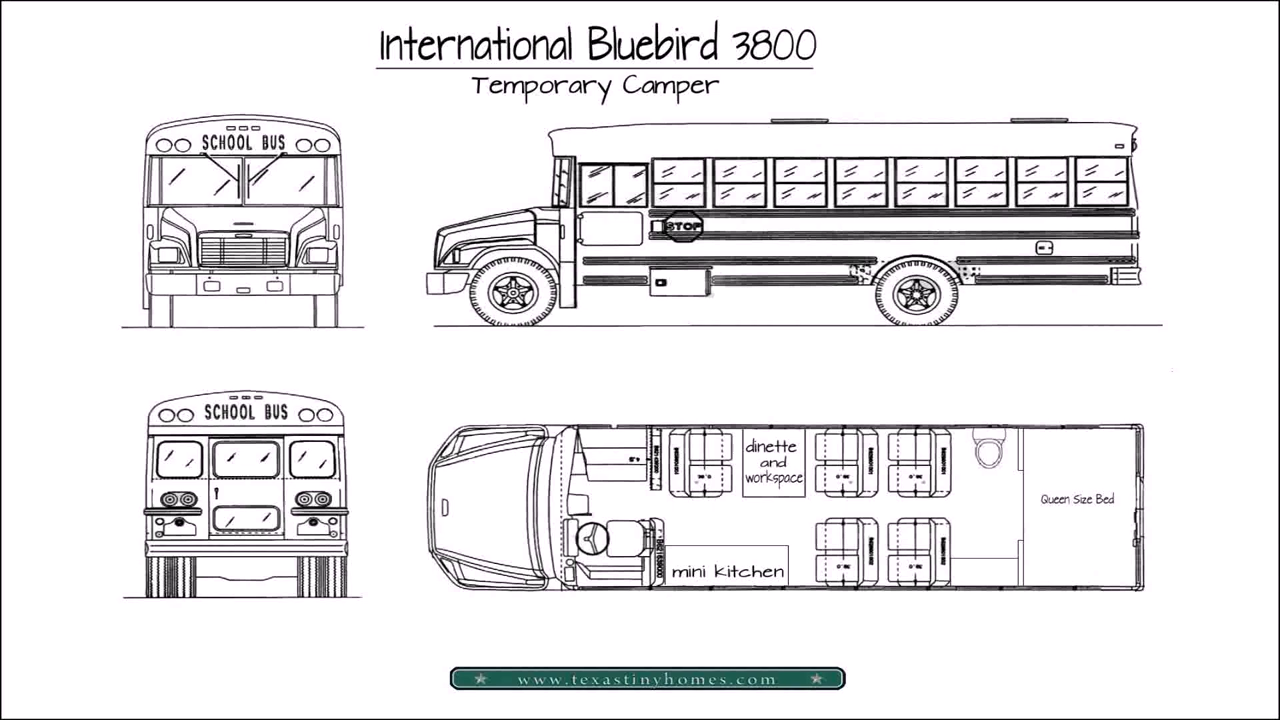 International Bluebird 3800
Temporary Camper
SCHOOL BUS
STOP
SCHOOL BUS
dinette
and
workspace
Queen Size Bed
mini kitchen
www.texastinyhomes.com